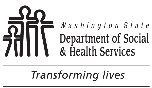 Washington State
Department of Social
& Health Services
Transforming lives